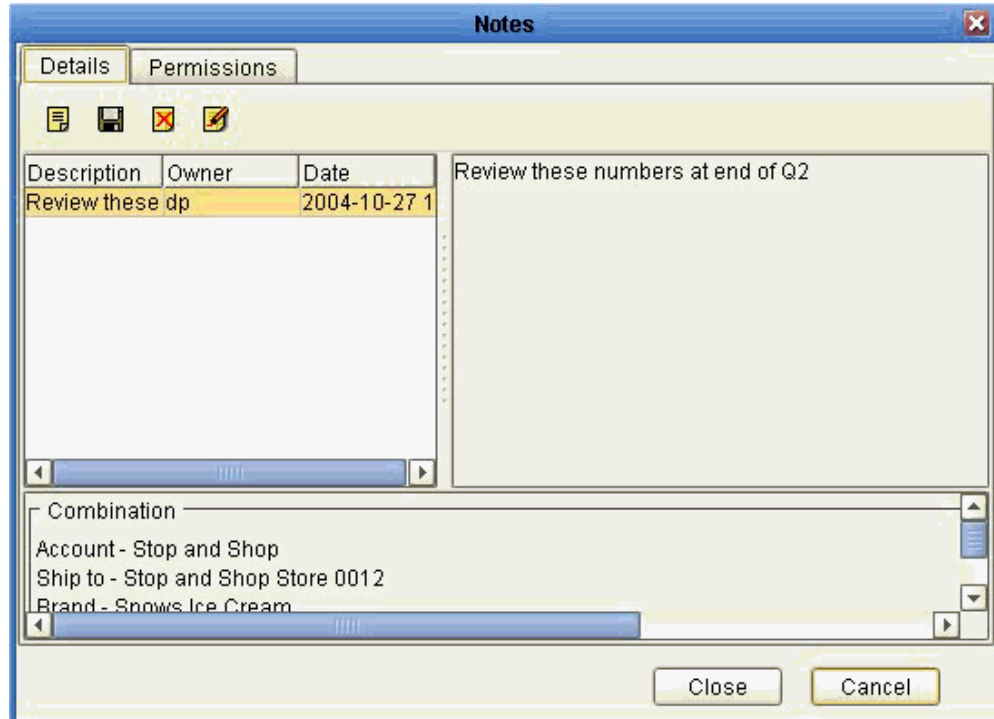 Notes
Details Permissions
Description Owner Date
Review these dp 2004-10-27 1
Review these numbers at end of Q2
Combination
Account - Stop and Shop
Ship to - Stop and Shop Store 0012
Brand - Snows Ice Cream
Close Cancel